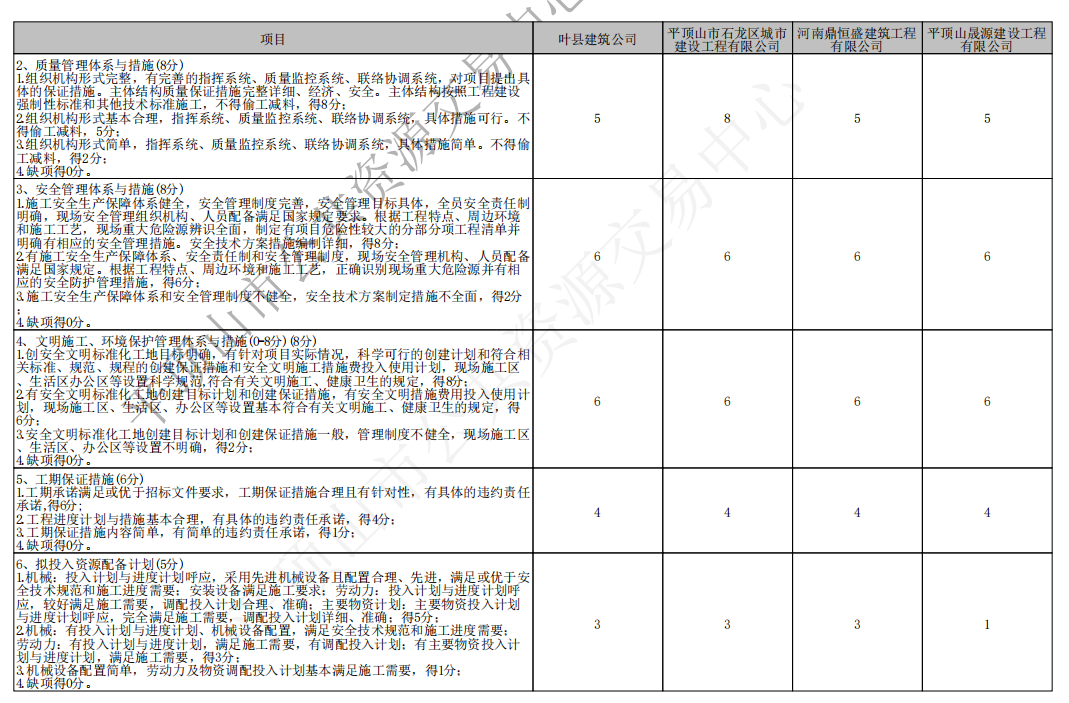 项目 叶县建筑公司 平顶山市石龙区城市建设工程有限公司 河南鼎恒盛建筑工程有限公司 平顶山晟源建设工程有限公司
2、质量管理体系与措施(8分)
1.组织机构形式完整，有完善的指挥系统、质量监控系统、联络协调系统，对项目提出具
体的保证措施。主体结构质量保证措施完整详细、经济、安全。主体结构按照工程建设
强制性标准和其他技术标准施工，不得偷工减料，得8分；
2.组织机构形式基本合理，指挥系统、质量监控系统、联络协调系统，具体措施可行。不
得偷工减料，5分；
3.组织机构形式简单，指挥系统、质量监控系统、联络协调系统，具体措施简单。不得偷
工减料，得2分；
4.缺项得0分。
5 8 5 5
3、安全管理体系与措施(8分)
1.施工安全生产保障体系健全，安全管理制度完善，安全管理目标具体，全员安全责任制
明确，现场安全管理组织机构、人员配备满足国家规定要求。根据工程特点、周边环境
和施工工艺，现场重大危险源辨识全面，制定有项目危险性较大的分部分项工程清单并
明确有相应的安全管理措施。安全技术方案措施编制详细，得8分；
2.有施工安全生产保障体系、安全责任制和安全管理制度，现场安全管理机构、人员配备
满足国家规定。根据工程特点、周边环境和施工工艺，正确识别现场重大危险源并有相
应的安全防护管理措施，得6分；
3.施工安全生产保障体系和安全管理制度不健全，安全技术方案制定措施不全面，得2分
；
4.缺项得0分。
6 6 6 6
4、文明施工、环境保护管理体系与措施(0-8分)(8分)
1.创安全文明标准化工地目标明确，有针对项目实际情况，科学可行的创建计划和符合相
关标准、规范、规程的创建保证措施和安全文明施工措施费投入使用计划，现场施工区
、生活区办公区等设置科学规范,符合有关文明施工、健康卫生的规定，得8分；
2.有安全文明标准化工地创建目标计划和创建保证措施，有安全文明措施费用投入使用计
划，现场施工区、生活区、办公区等设置基本符合有关文明施工、健康卫生的规定，得
6分；
3.安全文明标准化工地创建目标计划和创建保证措施一般，管理制度不健全，现场施工区
、生活区、办公区等设置不明确，得2分；
4.缺项得0分。
6 6 6 6
5、工期保证措施(6分)
1.工期承诺满足或优于招标文件要求，工期保证措施合理且有针对性，有具体的违约责任
承诺,得6分；
2.工程进度计划与措施基本合理，有具体的违约责任承诺，得4分；
3.工期保证措施内容简单，有简单的违约责任承诺，得1分；
4.缺项得0分。
4 4 4 4
6、拟投入资源配备计划(5分)
1.机械：投入计划与进度计划呼应，采用先进机械设备且配置合理、先进，满足或优于安
全技术规范和施工进度需要；安装设备满足施工要求；劳动力：投入计划与进度计划呼
应，较好满足施工需要，调配投入计划合理、准确；主要物资计划：主要物资投入计划
与进度计划呼应，完全满足施工需要，调配投入计划详细、准确；得5分；
2.机械：有投入计划与进度计划、机械设备配置，满足安全技术规范和施工进度需要；
劳动力：有投入计划与进度计划，满足施工需要，有调配投入计划；有主要物资投入计
划与进度计划，满足施工需要，得3分；
3.机械设备配置简单，劳动力及物资调配投入计划基本满足施工需要，得1分；
4.缺项得0分。
3 3 3 1
平顶山市公共资源交易中心
顶山市公共资源交易中心